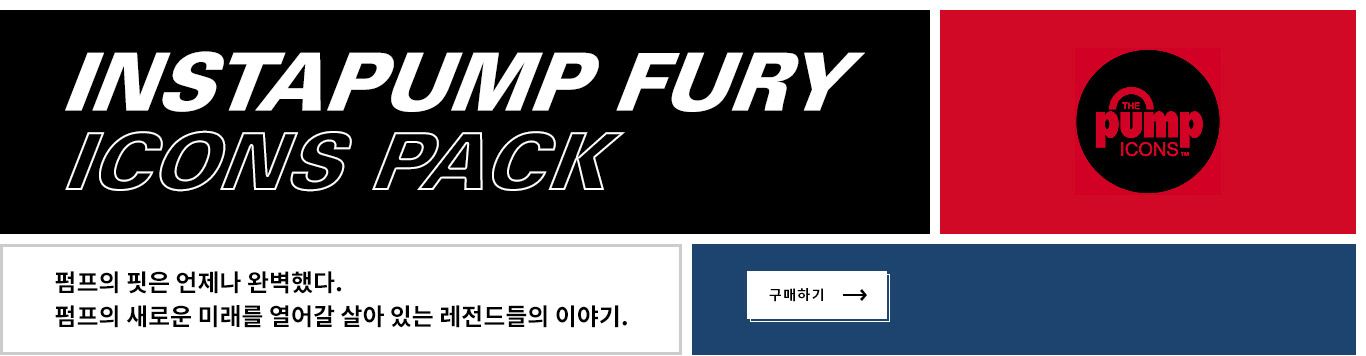 INSTAPUMP FURY
ICONS PACK
THE
pump
ICONS™
펌프의 핏은 언제나 완벽했다.
펌프의 새로운 미래를 열어갈 살아 있는 레전드들의 이야기.
구매하기 →